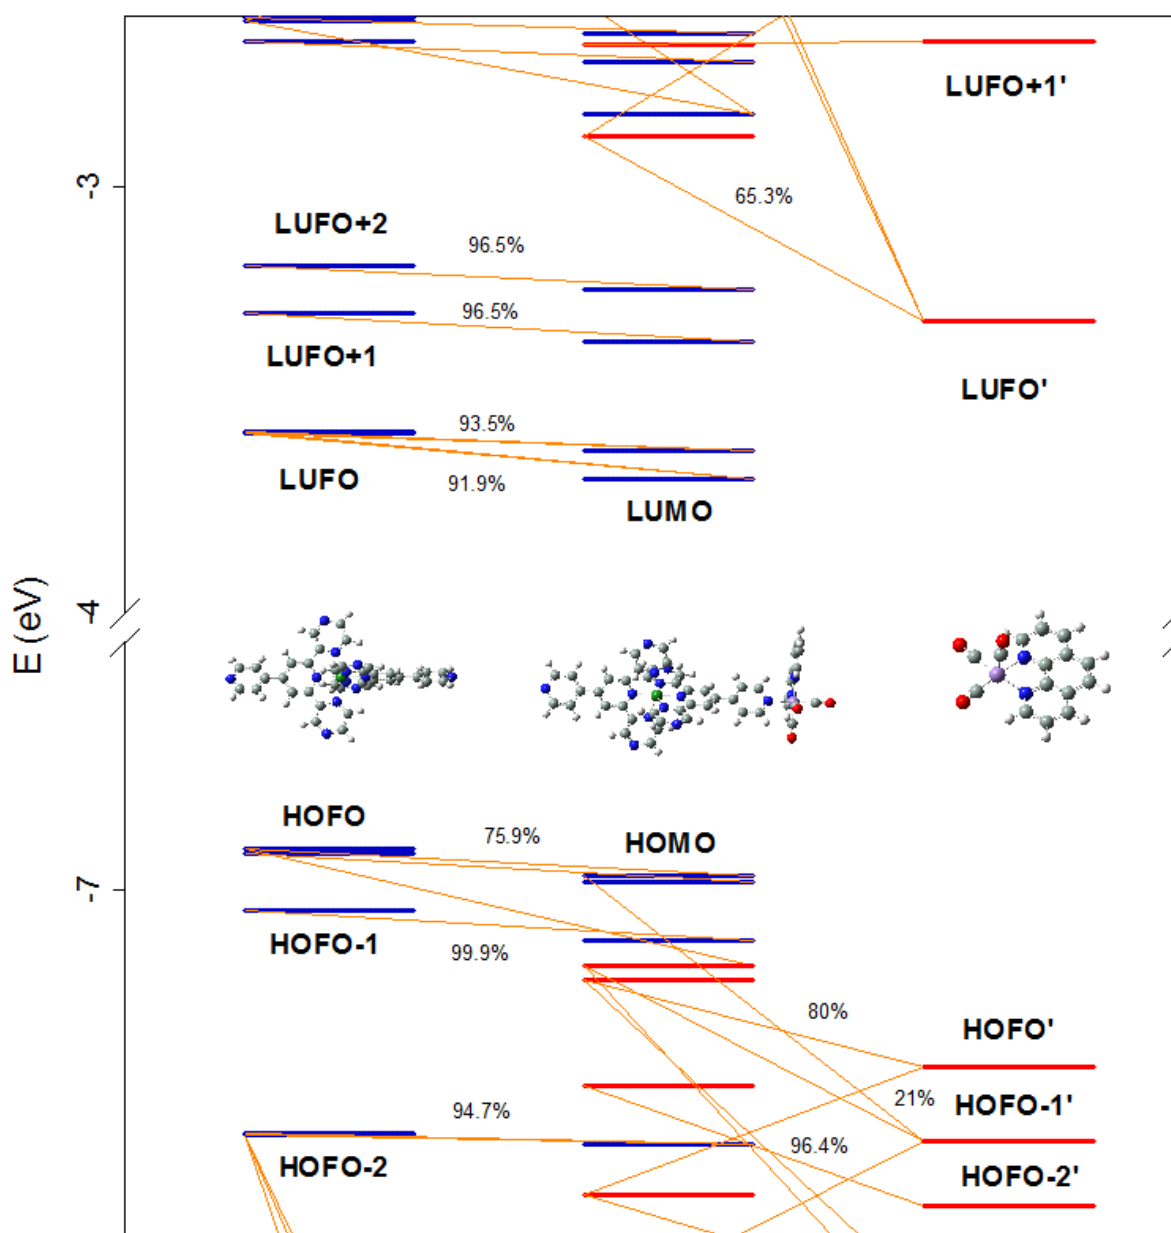 LUFO+1'
-3
65.3%
LUFO+2
96.5%
96.5%
LUFO+1
LUFO'
93.5%
LUFO
91.9%
LUMO
E (eV)
-4
HOFO
75.9%
HOMO
-7
HOFO-1
99.9%
80%
HOFO'
21%
HOFO-1'
94.7%
96.4%
HOFO-2
HOFO-2'